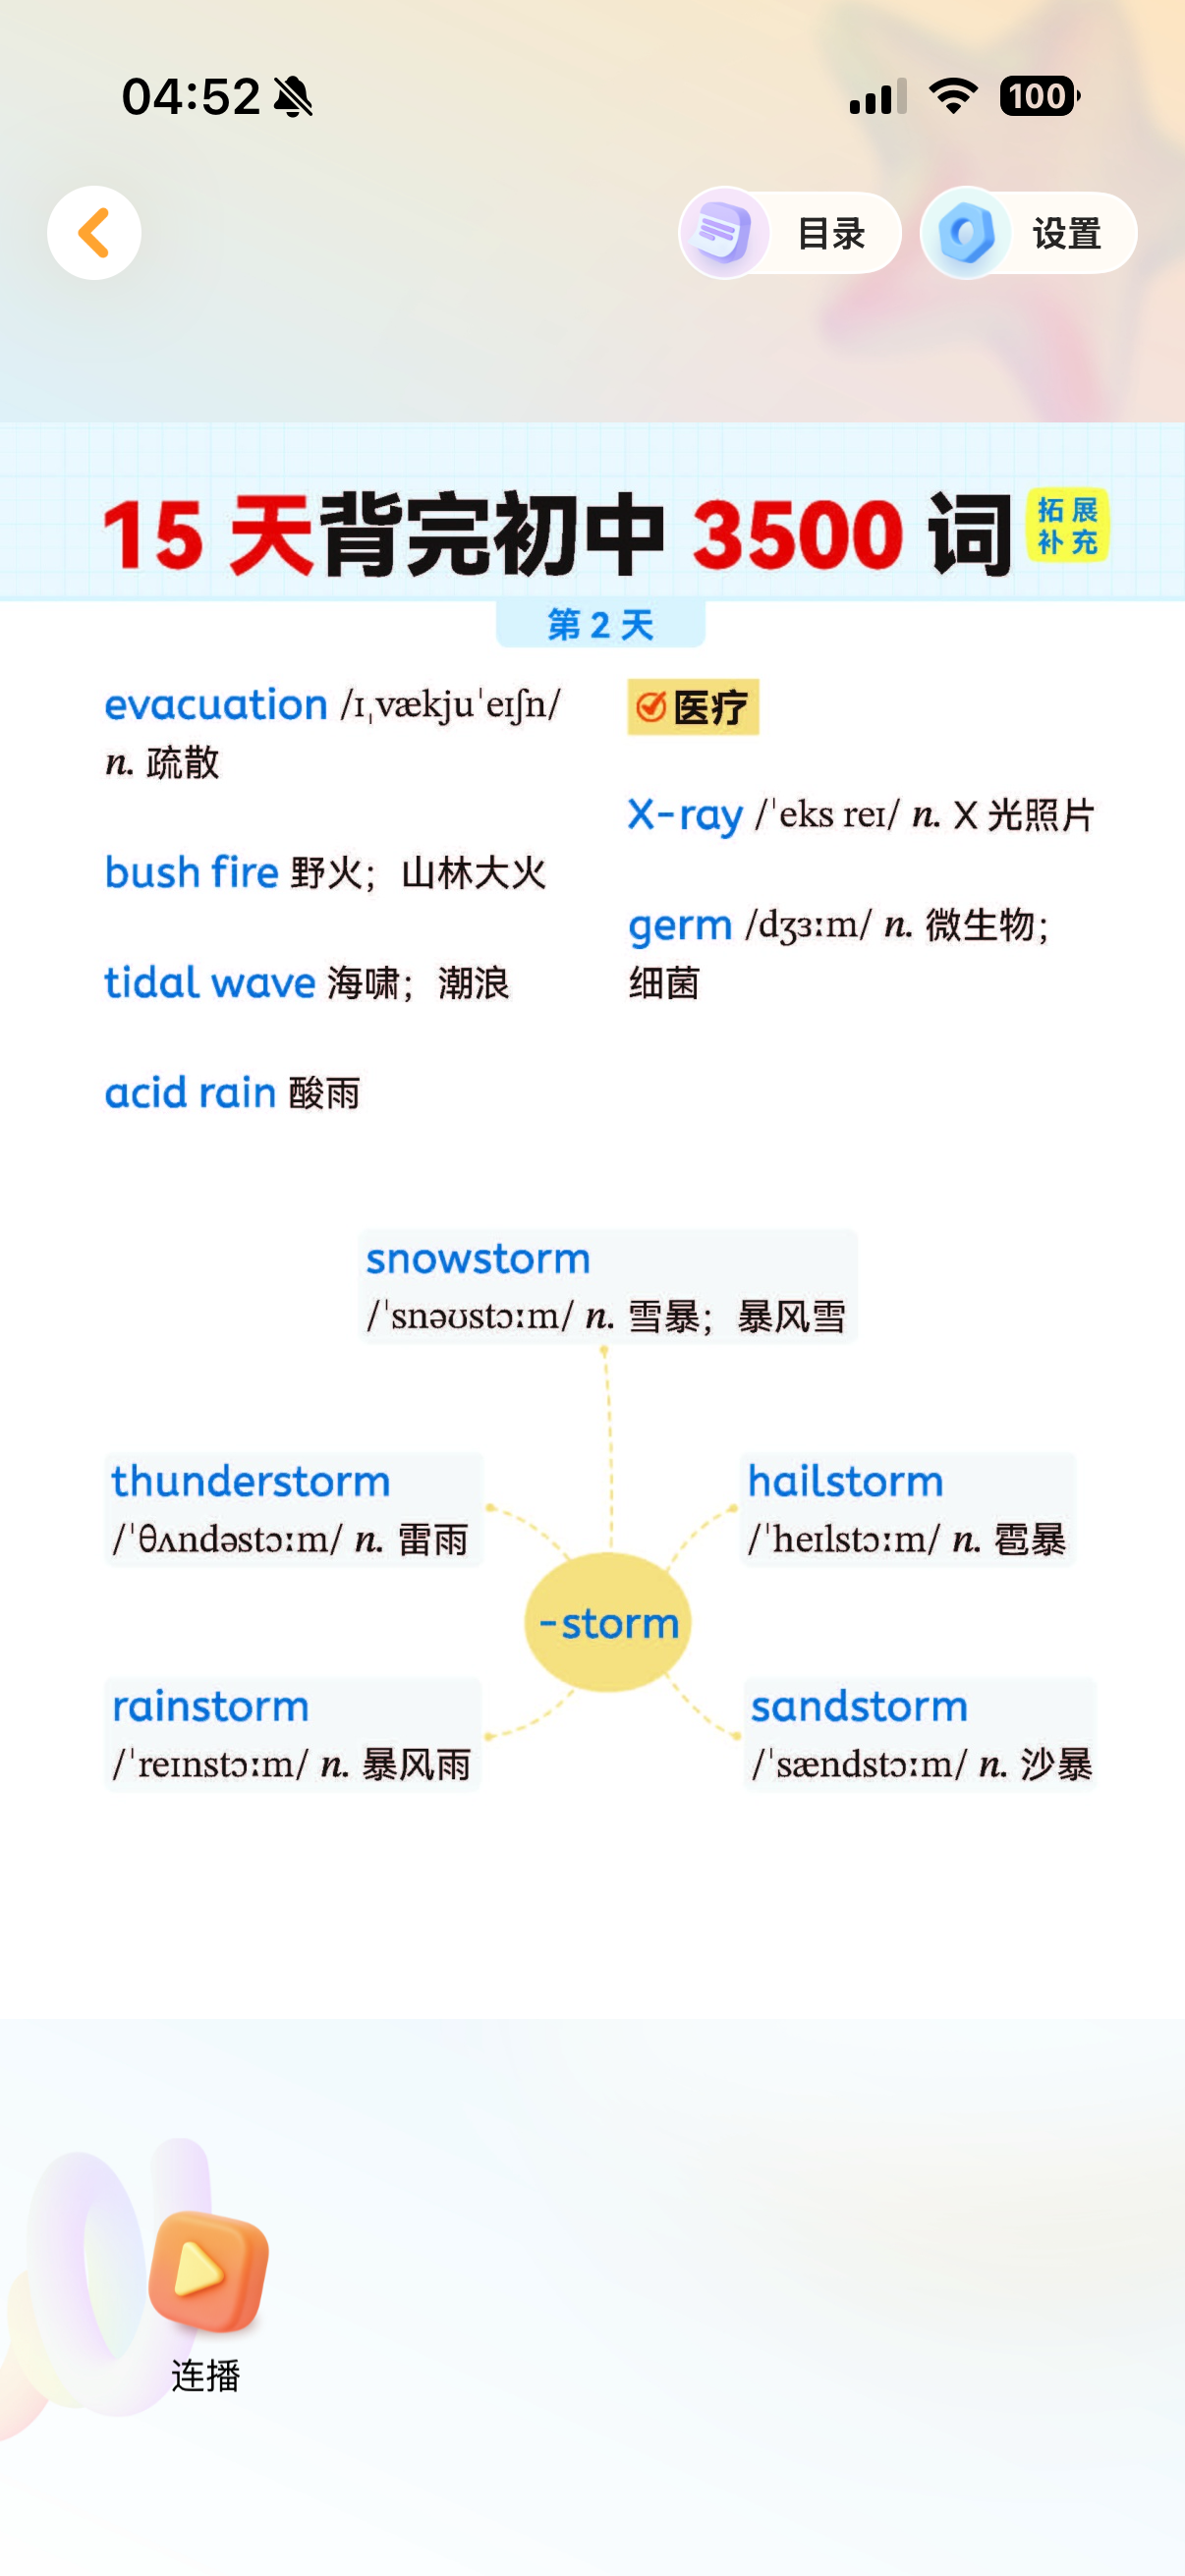 04:52
100
目录
设置
15 天背完初中 3500 词
拓展
补充
第 2 天
evacuation /ɪˌvækjuˈeɪʃn/
n. 疏散
bush fire 野火；山林大火
tidal wave 海啸；潮浪
acid rain 酸雨
医疗
X-ray /ˈeks reɪ/ n. X 光照片
germ /dʒɜːm/ n. 微生物；
细菌
snowstorm
/ˈsnəʊstɔːm/ n. 雪暴；暴风雪
thunderstorm
/ˈθʌndəstɔːm/ n. 雷雨
hailstorm
/ˈheɪlstɔːm/ n. 雹暴
-storm
rainstorm
/ˈreɪnstɔːm/ n. 暴风雨
sandstorm
/ˈsændstɔːm/ n. 沙暴
连播